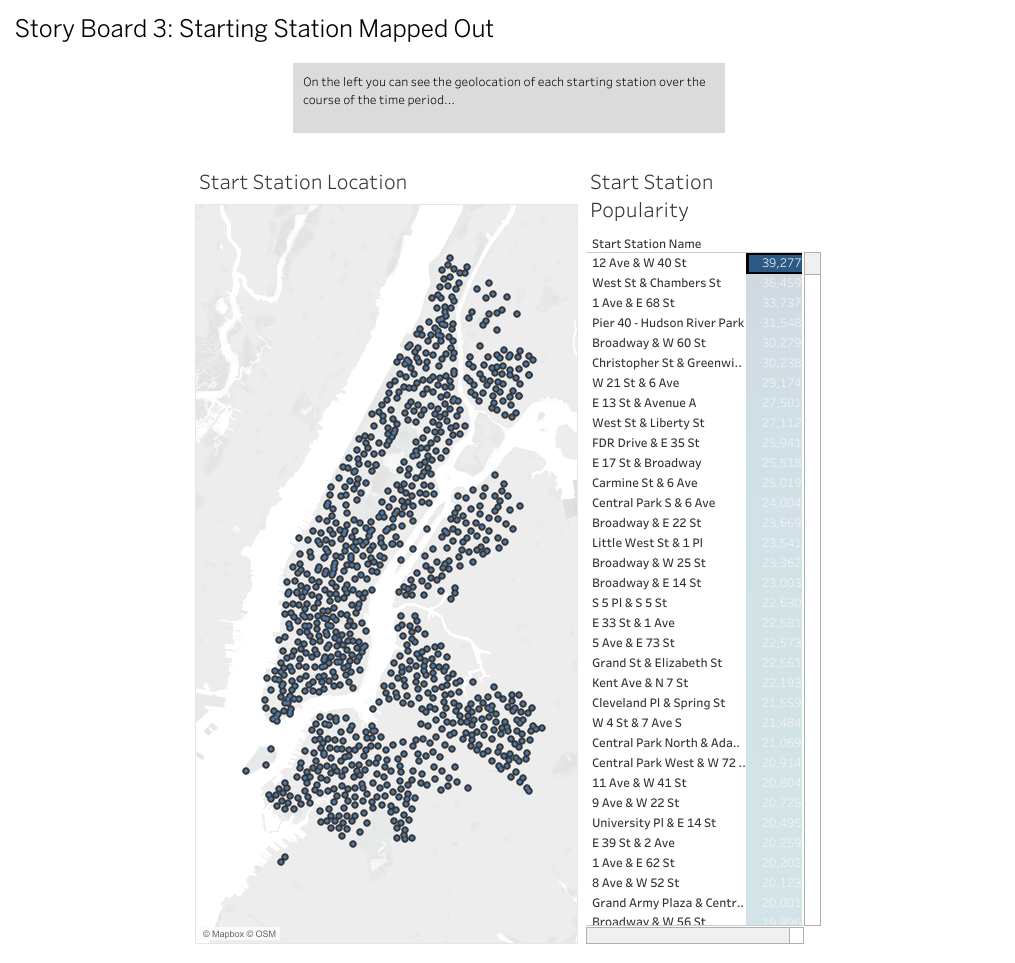 Story Board 3: Starting Station Mapped Out
On the left you can see the geolocation of each starting station over the
course of the time period...
Start Station Location
Start Station
Popularity
Start Station Name
12 Ave & W 40 St 39,277
West St & Chambers St 36,459
1 Ave & E 68 St 33,737
Pier 40 - Hudson River Park 31,548
Broadway & W 60 St 30,279
Christopher St & Greenwi.. 30,238
W 21 St & 6 Ave 29,174
E 13 St & Avenue A 27,501
West St & Liberty St 27,112
FDR Drive & E 35 St 25,941
E 17 St & Broadway 25,518
Carmine St & 6 Ave 25,019
Central Park S & 6 Ave 24,004
Broadway & E 22 St 23,669
Little West St & 1 Pl 23,541
Broadway & W 25 St 23,362
Broadway & E 14 St 23,003
S 5 Pl & S 5 St 22,630
E 33 St & 1 Ave 22,581
5 Ave & E 73 St 22,573
Grand St & Elizabeth St 22,561
Kent Ave & N 7 St 22,193
Cleveland Pl & Spring St 21,559
W 4 St & 7 Ave S 21,484
Central Park North & Ada.. 21,069
Central Park West & W 72 .. 20,914
11 Ave & W 41 St 20,804
9 Ave & W 22 St 20,725
University Pl & E 14 St 20,495
E 39 St & 2 Ave 20,259
1 Ave & E 62 St 20,202
8 Ave & W 52 St 20,123
Grand Army Plaza & Centr.. 20,001
Broadway & W 56 St 19,996
© Mapbox © OSM